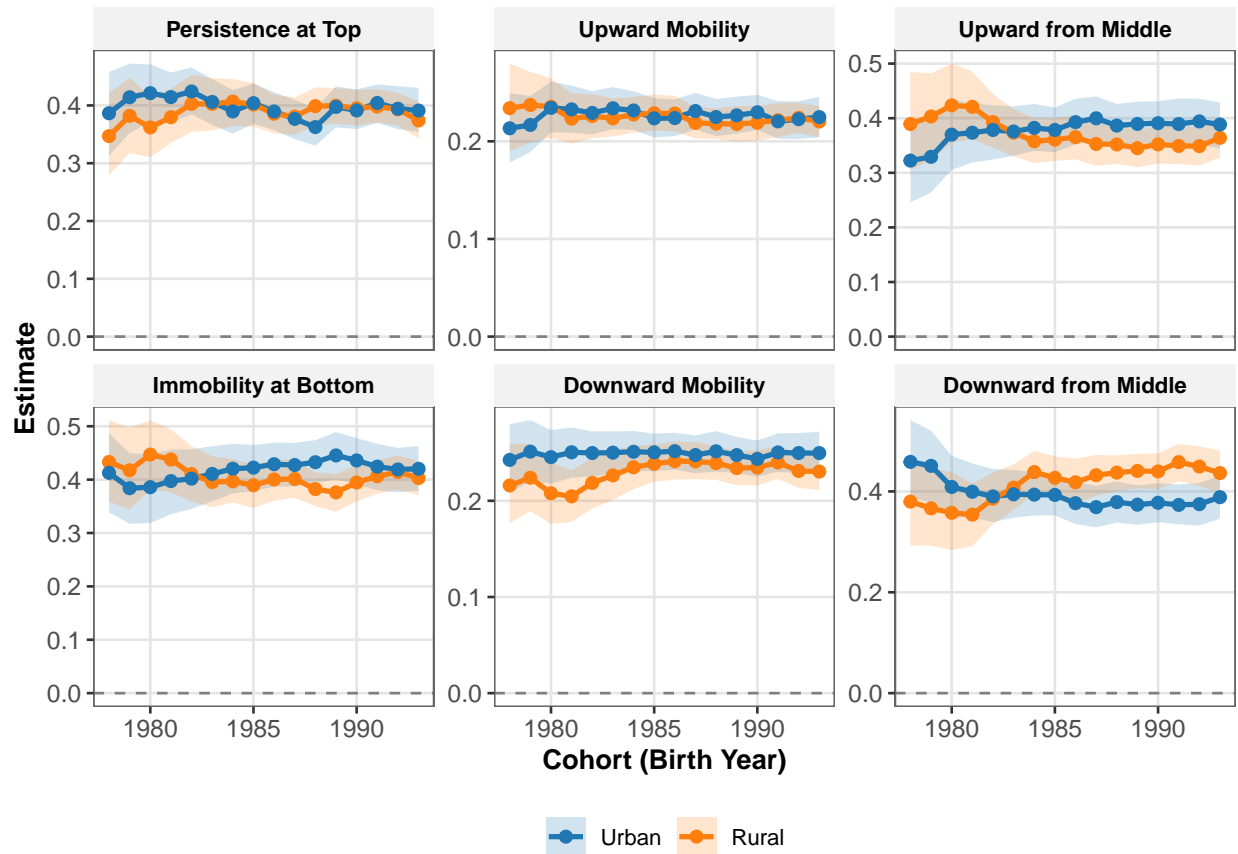 Persistence at Top
Upward Mobility
Upward from Middle
0.4
0.3
0.2
0.1
0.0
0.2
0.1
0.0
0.5
0.4
0.3
0.2
0.1
0.0
Estimate
Immobility at Bottom
Downward Mobility
Downward from Middle
0.5
0.4
0.3
0.2
0.1
0.0
0.2
0.1
0.0
0.4
0.2
0.0
1980 1985 1990
1980 1985 1990
1980 1985 1990
Cohort (Birth Year)
Urban Rural